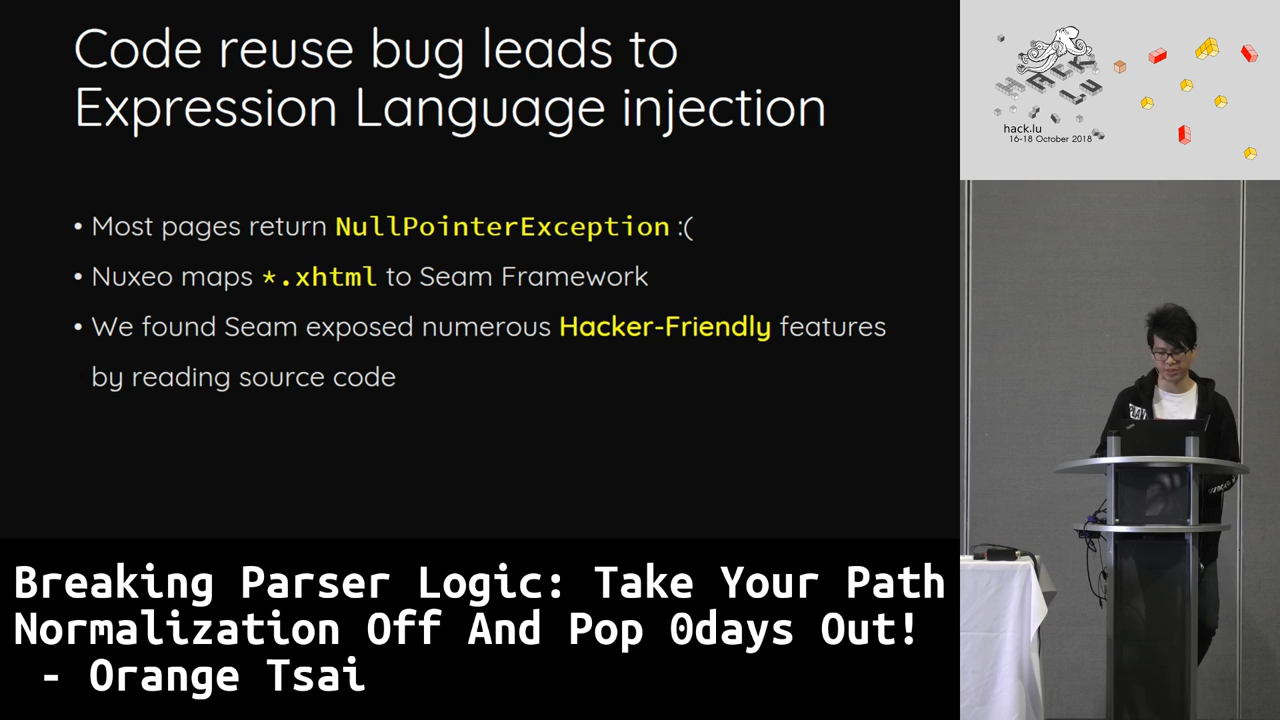 Code reuse bug leads to
Expression Language injection
• Most pages return NullPointerException :(
• Nuxeo maps *.xhtml to Seam Framework
• We found Seam exposed numerous Hacker-Friendly features
by reading source code
HACK
LU
hack.lu
16-18 October 2018
Breaking Parser Logic: Take Your Path
Normalization Off And Pop 0days Out!
- Orange Tsai